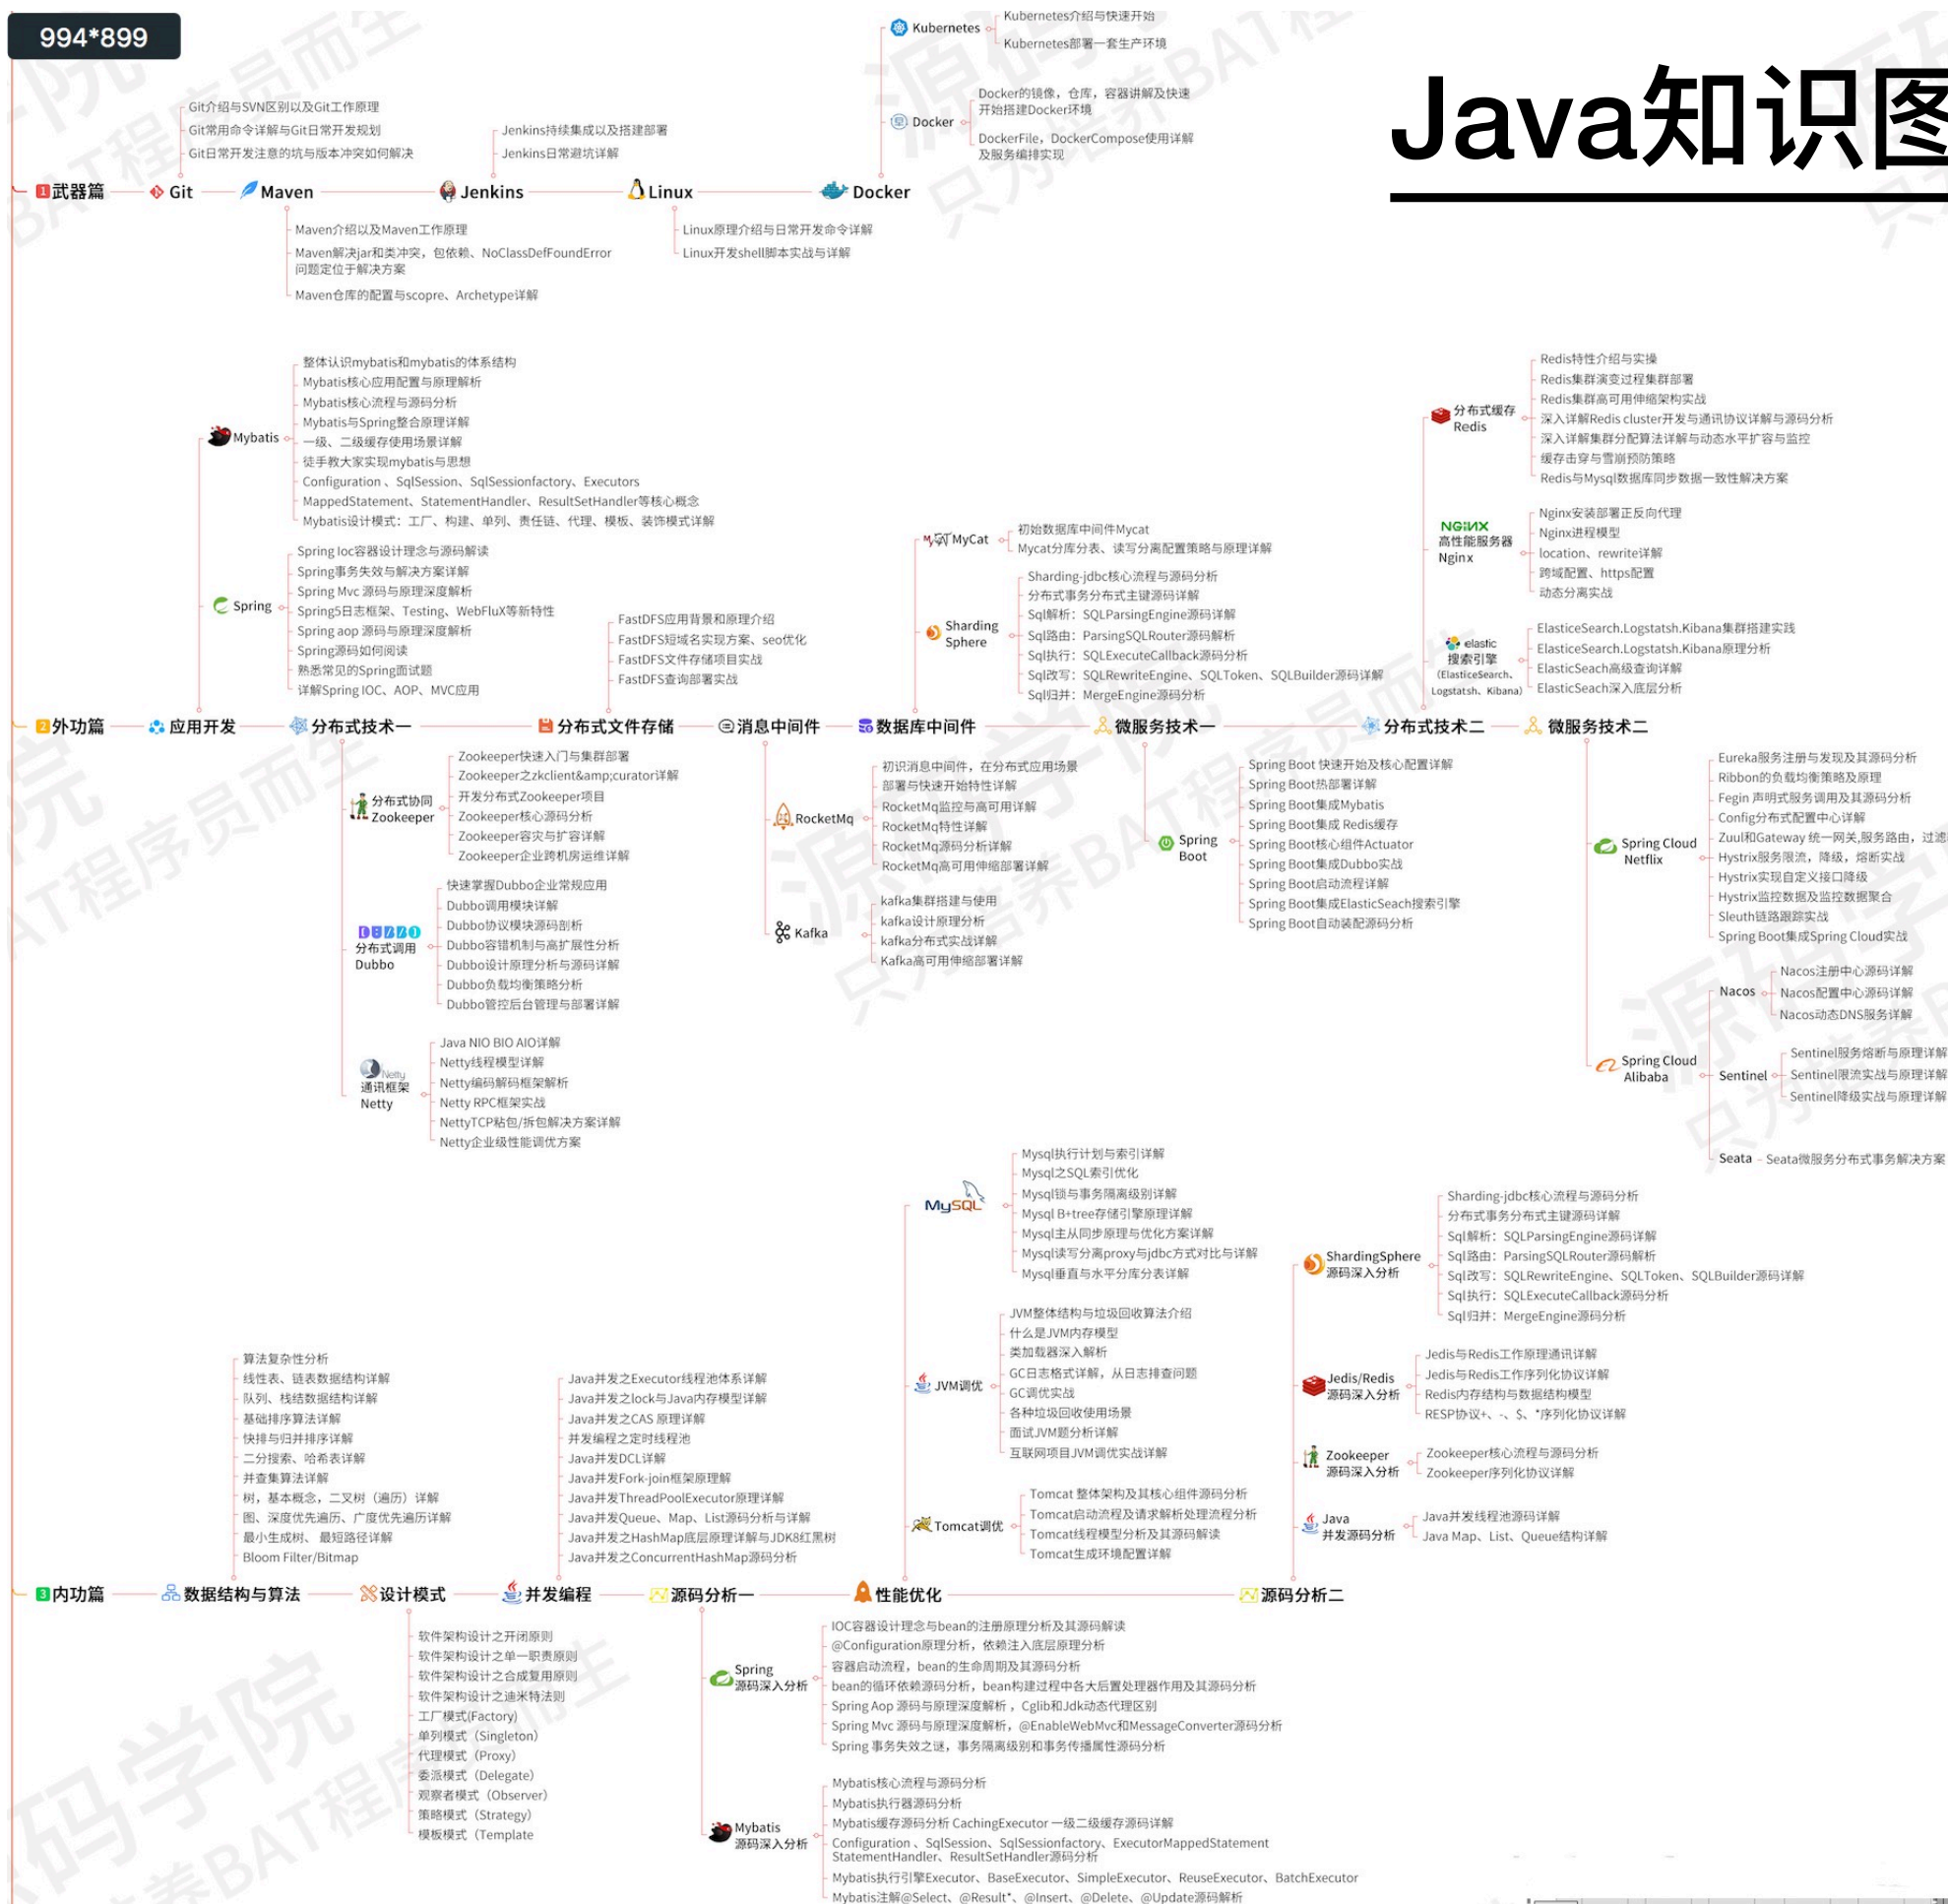 994*899
Java知识图
Kubernetes
Kubernetes介绍与快速开始
Kubernetes部署一套生产环境
Docker
Docker的镜像，仓库，容器讲解及快速
开始搭建Docker环境
DockerFile，DockerCompose使用详解
及服务编排实现
Git介绍与SVN区别以及Git工作原理
Git常用命令详解与Git日常开发规划
Git日常开发注意的坑与版本冲突如何解决
Jenkins持续集成以及搭建部署
Jenkins日常避坑详解
1 武器篇
Git
Maven
Jenkins
Linux
Docker
Maven介绍以及Maven工作原理
Maven解决jar和类冲突，包依赖、NoClassDefFoundError
问题定位于解决方案
Maven仓库的配置与scopre、Archetype详解
Linux原理介绍与日常开发命令详解
Linux开发shell脚本实战与详解
Mybatis
整体认识mybatis和mybatis的体系结构
Mybatis核心应用配置与原理解析
Mybatis核心流程与源码分析
Mybatis与Spring整合原理详解
一级、二级缓存使用场景详解
徒手教大家实现mybatis与思想
Configuration 、SqlSession、SqlSessionfactory、Executors
MappedStatement、StatementHandler、ResultSetHandler等核心概念
Mybatis设计模式：工厂、构建、单列、责任链、代理、模板、装饰模式详解
Spring
Spring Ioc容器设计理念与源码解读
Spring事务失效与解决方案详解
Spring Mvc 源码与原理深度解析
Spring5日志框架、Testing、WebFluX等新特性
Spring aop 源码与原理深度解析
Spring源码如何阅读
熟悉常见的Spring面试题
详解Spring IOC、AOP、MVC应用
FastDFS应用背景和原理介绍
FastDFS短域名实现方案、seo优化
FastDFS文件存储项目实战
FastDFS查询部署实战
MyCat
初始数据库中间件Mycat
Mycat分库分表、读写分离配置策略与原理详解
Sharding
Sphere
Sharding-jdbc核心流程与源码分析
分布式事务分布式主键源码详解
Sql解析：SQLParsingEngine源码详解
Sql路由：ParsingSQLRouter源码解析
Sql执行：SQLExecuteCallback源码分析
Sql改写：SQLRewriteEngine、SQLToken、SQLBuilder源码详解
Sql归并：MergeEngine源码分析
分布式缓存
Redis
Redis特性介绍与实操
Redis集群演变过程集群部署
Redis集群高可用伸缩架构实战
深入详解Redis cluster开发与通讯协议详解与源码分析
深入详解集群分配算法详解与动态水平扩容与监控
缓存击穿与雪崩预防策略
Redis与Mysql数据库同步数据一致性解决方案
NGiNX
高性能服务器
Nginx
Nginx安装部署正反向代理
Nginx进程模型
location、rewrite详解
跨域配置、https配置
动态分离实战
elastic
搜索引擎
（ElasticeSearch、
Logstatsh、Kibana）
ElasticeSearch.Logstatsh.Kibana集群搭建实践
ElasticeSearch.Logstatsh.Kibana原理分析
ElasticSeach高级查询详解
ElasticSeach深入底层分析
2 外功篇
应用开发
分布式技术一
分布式文件存储
消息中间件
数据库中间件
微服务技术一
分布式技术二
微服务技术二
分布式协同
Zookeeper
Zookeeper快速入门与集群部署
Zookeeper之zkclient&amp;curator详解
开发分布式Zookeeper项目
Zookeeper核心源码分析
Zookeeper容灾与扩容详解
Zookeeper企业跨机房运维详解
DUBBO
分布式调用
Dubbo
快速掌握Dubbo企业常规应用
Dubbo调用模块详解
Dubbo协议模块源码剖析
Dubbo容错机制与高扩展性分析
Dubbo设计原理分析与源码详解
Dubbo负载均衡策略分析
Dubbo管控后台管理与部署详解
Netty
通讯框架
Netty
Java NIO BIO AIO详解
Netty线程模型详解
Netty编码解码框架解析
Netty RPC框架实战
NettyTCP粘包/拆包解决方案详解
Netty企业级性能调优方案
RocketMq
初识消息中间件，在分布式应用场景
部署与快速开始特性详解
RocketMq监控与高可用详解
RocketMq特性详解
RocketMq源码分析详解
RocketMq高可用伸缩部署详解
Kafka
kafka集群搭建与使用
kafka设计原理分析
kafka分布式实战详解
Kafka高可用伸缩部署详解
Spring
Boot
Spring Boot 快速开始及核心配置详解
Spring Boot热部署详解
Spring Boot集成Mybatis
Spring Boot集成 Redis缓存
Spring Boot核心组件Actuator
Spring Boot集成Dubbo实战
Spring Boot启动流程详解
Spring Boot集成ElasticSeach搜索引擎
Spring Boot自动装配源码分析
Spring Cloud
Netflix
Eureka服务注册与发现及其源码分析
Ribbon的负载均衡策略及原理
Fegin 声明式服务调用及其源码分析
Config分布式配置中心详解
Zuul和Gateway 统一网关,服务路由，过滤
Hystrix服务限流，降级，熔断实战
Hystrix实现自定义接口降级
Hystrix监控数据及监控数据聚合
Sleuth链路跟踪实战
Spring Boot集成Spring Cloud实战
Spring Cloud
Alibaba
Nacos
Nacos注册中心源码详解
Nacos配置中心源码详解
Nacos动态DNS服务详解
Sentinel
Sentinel服务熔断与原理详解
Sentinel限流实战与原理详解
Sentinel降级实战与原理详解
Seata
Seata微服务分布式事务解决方案
MySQL
Mysql执行计划与索引详解
Mysql之SQL索引优化
Mysql锁与事务隔离级别详解
Mysql B+tree存储引擎原理详解
Mysql主从同步原理与优化方案详解
Mysql读写分离proxy与jdbc方式对比与详解
Mysql垂直与水平分库分表详解
JVM调优
JVM整体结构与垃圾回收算法介绍
什么是JVM内存模型
类加载器深入解析
GC日志格式详解，从日志排查问题
GC调优实战
各种垃圾回收使用场景
面试JVM题分析详解
互联网项目JVM调优实战详解
Tomcat调优
Tomcat 整体架构及其核心组件源码分析
Tomcat启动流程及请求解析处理流程分析
Tomcat线程模型分析及其源码解读
Tomcat生成环境配置详解
ShardingSphere
源码深入分析
Sharding-jdbc核心流程与源码分析
分布式事务分布式主键源码详解
Sql解析：SQLParsingEngine源码详解
Sql路由：ParsingSQLRouter源码解析
Sql改写：SQLRewriteEngine、SQLToken、SQLBuilder源码详解
Sql执行：SQLExecuteCallback源码分析
Sql归并：MergeEngine源码分析
Jedis/Redis
源码深入分析
Jedis与Redis工作原理通讯详解
Jedis与Redis工作序列化协议详解
Redis内存结构与数据结构模型
RESP协议+、-、$、*序列化协议详解
Zookeeper
源码深入分析
Zookeeper核心流程与源码分析
Zookeeper序列化协议详解
Java
并发源码分析
Java并发线程池源码详解
Java Map、List、Queue结构详解
算法复杂性分析
线性表、链表数据结构详解
队列、栈结数据结构详解
基础排序算法详解
快排与归并排序详解
二分搜索、哈希表详解
并查集算法详解
树，基本概念，二叉树（遍历）详解
图、深度优先遍历、广度优先遍历详解
最小生成树、 最短路径详解
Bloom Filter/Bitmap
Java并发之Executor线程池体系详解
Java并发之lock与Java内存模型详解
Java并发之CAS 原理详解
并发编程之定时线程池
Java并发DCL详解
Java并发Fork-join框架原理解
Java并发ThreadPoolExecutor原理详解
Java并发Queue、Map、List源码分析与详解
Java并发之HashMap底层原理详解与JDK8红黑树
Java并发之ConcurrentHashMap源码分析
3 内功篇
数据结构与算法
设计模式
并发编程
源码分析一
性能优化
源码分析二
软件架构设计之开闭原则
软件架构设计之单一职责原则
软件架构设计之合成复用原则
软件架构设计之迪米特法则
工厂模式(Factory)
单列模式（Singleton）
代理模式（Proxy）
委派模式（Delegate）
观察者模式（Observer）
策略模式（Strategy）
模板模式（Template
Spring
源码深入分析
IOC容器设计理念与bean的注册原理分析及其源码解读
@Configuration原理分析，依赖注入底层原理分析
容器启动流程，bean的生命周期及其源码分析
bean的循环依赖源码分析，bean构建过程中各大后置处理器作用及其源码分析
Spring Aop 源码与原理深度解析 ，Cglib和Jdk动态代理区别
Spring Mvc 源码与原理深度解析，@EnableWebMvc和MessageConverter源码分析
Spring 事务失效之谜，事务隔离级别和事务传播属性源码分析
Mybatis
源码深入分析
Mybatis核心流程与源码分析
Mybatis执行器源码分析
Mybatis缓存源码分析 CachingExecutor 一级二级缓存源码详解
Configuration 、SqlSession、SqlSessionfactory、ExecutorMappedStatement
StatementHandler、ResultSetHandler源码分析
Mybatis执行引擎Executor、BaseExecutor、SimpleExecutor、ReuseExecutor、BatchExecutor
Mybatis注解@Select、@Result*、@Insert、@Delete、@Update源码解析
源码学院
只为培养BAT程序员而生